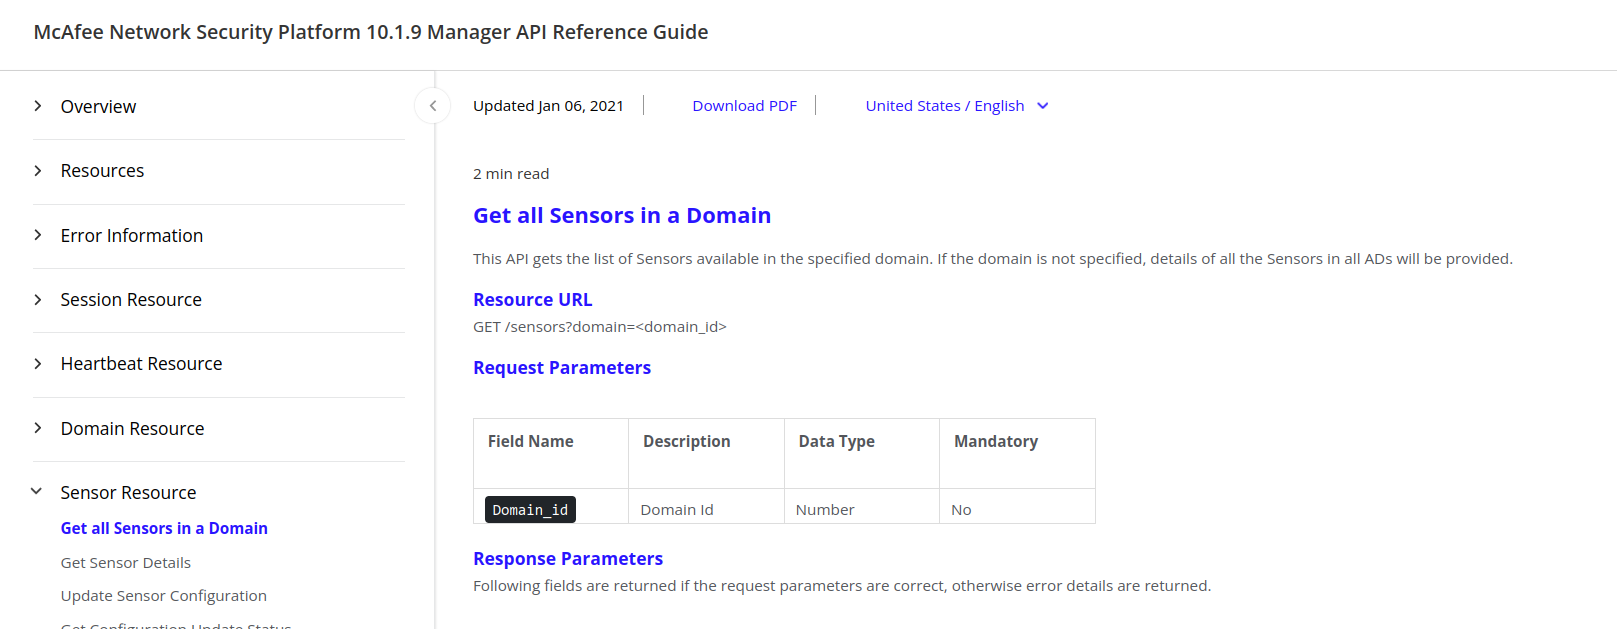 McAfee Network Security Platform 10.1.9 Manager API Reference Guide
Overview
Resources
Error Information
Session Resource
Heartbeat Resource
Domain Resource
Sensor Resource
Get all Sensors in a Domain
Get Sensor Details
Update Sensor Configuration
Get Configuration Update Status
Updated Jan 06, 2021 Download PDF United States / English
2 min read
Get all Sensors in a Domain
This API gets the list of Sensors available in the specified domain. If the domain is not specified, details of all the Sensors in all ADs will be provided.
Resource URL
GET /sensors?domain=<domain_id>
Request Parameters
Field Name Description Data Type Mandatory
Domain_id Domain Id Number No
Response Parameters
Following fields are returned if the request parameters are correct, otherwise error details are returned.